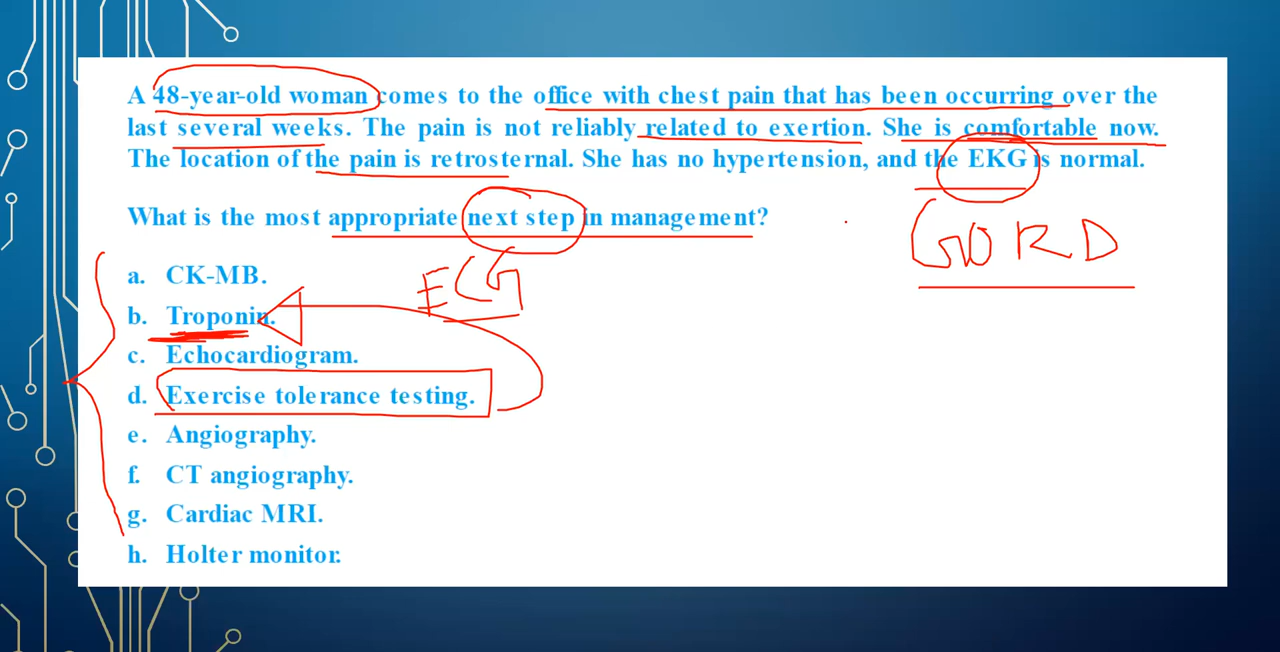 A 48-year-old woman comes to the office with chest pain that has been occurring over the
last several weeks. The pain is not reliably related to exertion. She is comfortable now.
The location of the pain is retrosternal. She has no hypertension, and the EKG is normal.
GORD
What is the most appropriate next step in management?
ECG
a. CK-MB.
b. Troponin.
c. Echocardiogram.
d. Exercise tolerance testing.
e. Angiography.
f. CT angiography.
g. Cardiac MRI.
h. Holter monitor.